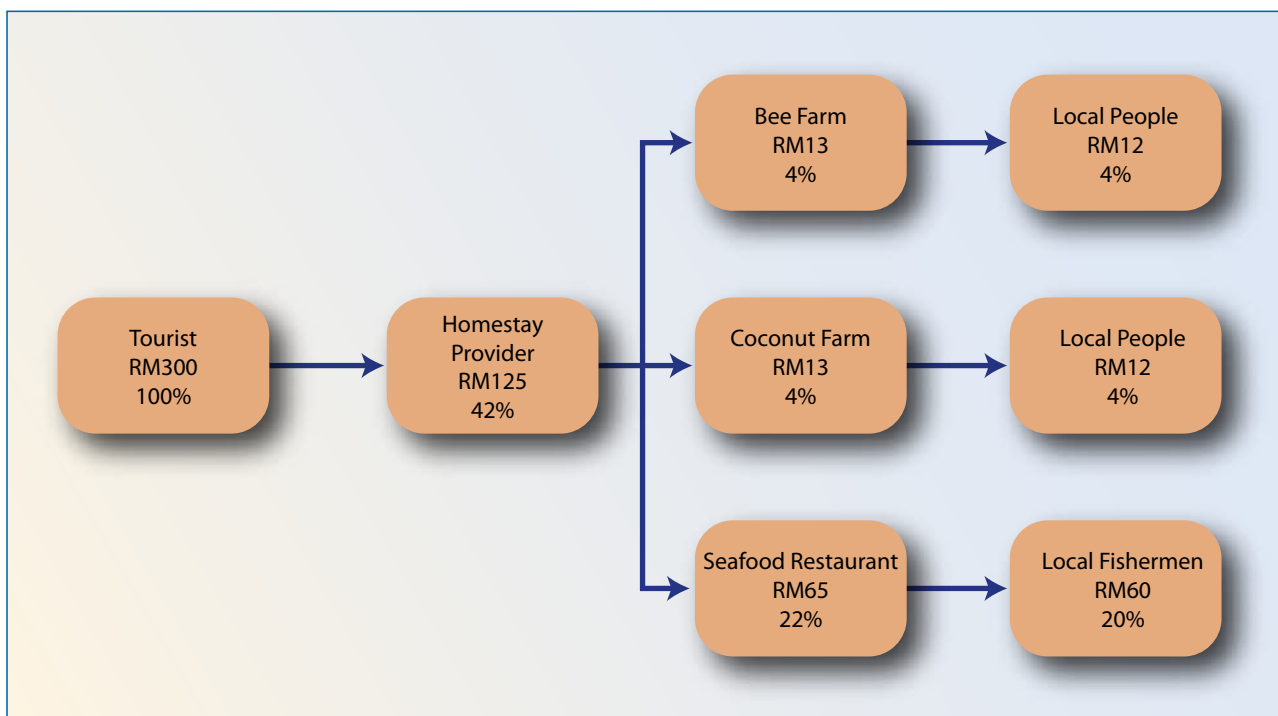 Tourist
RM300
100%
Homestay
Provider
RM125
42%
Bee Farm
RM13
4%
Local People
RM12
4%
Coconut Farm
RM13
4%
Local People
RM12
4%
Seafood Restaurant
RM65
22%
Local Fishermen
RM60
20%